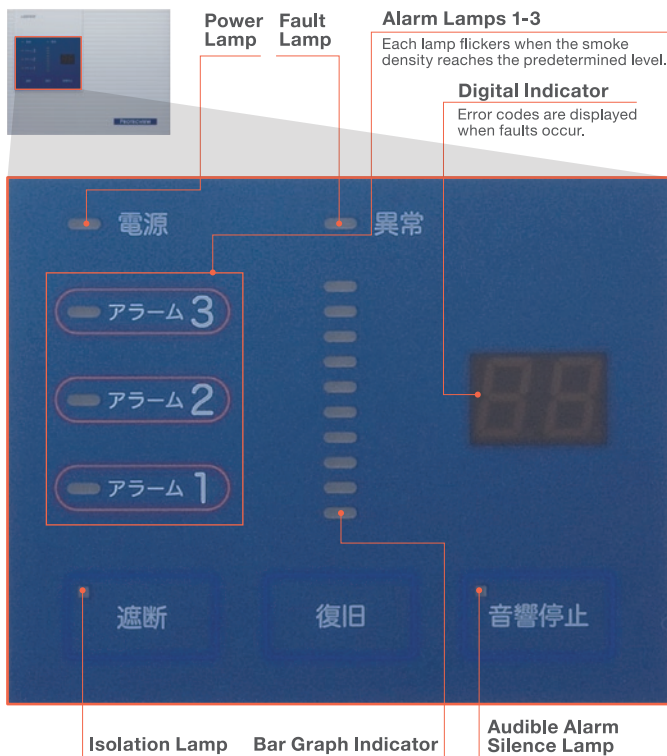 Power Lamp
Fault Lamp
Alarm Lamps 1-3
Each lamp flickers when the smoke
density reaches the predetermined level.
Digital Indicator
Error codes are displayed
when faults occur.
電源
異常
アラーム 3
アラーム 2
アラーム 1
88
遮断
復旧
音響停止
Isolation Lamp
Bar Graph Indicator
Audible Alarm
Silence Lamp